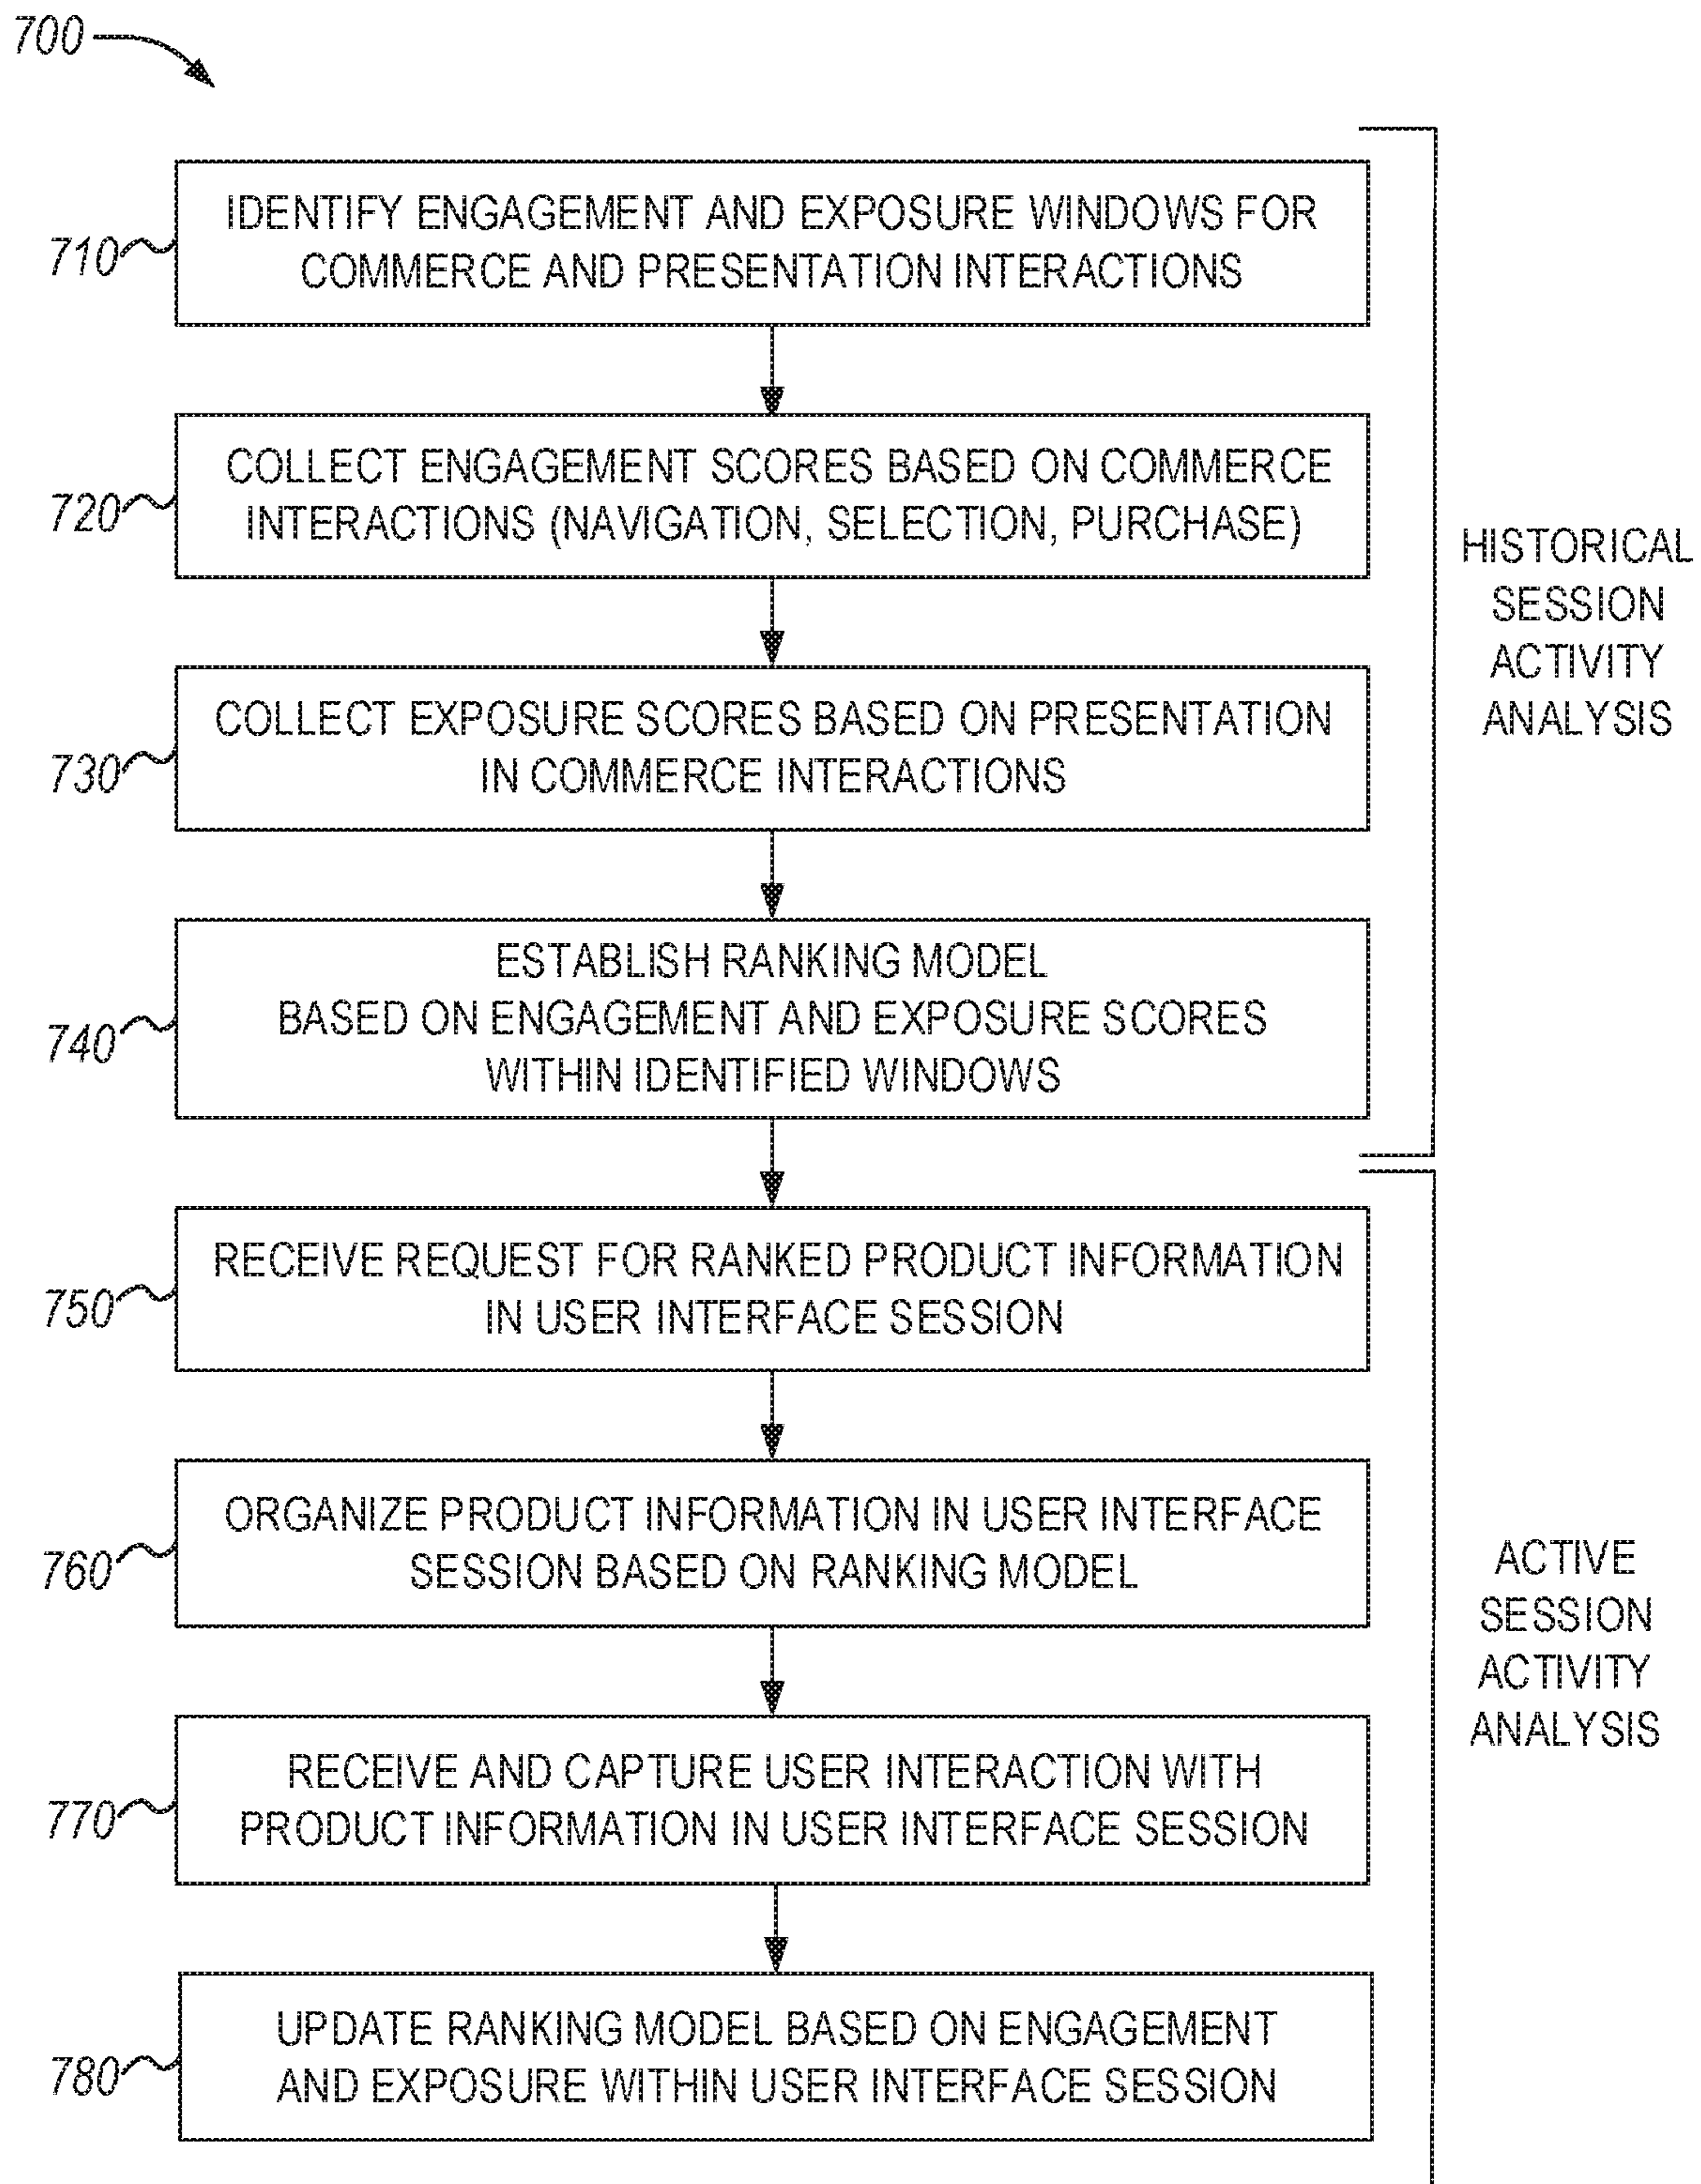 700
710
IDENTIFY ENGAGEMENT AND EXPOSURE WINDOWS FOR
COMMERCE AND PRESENTATION INTERACTIONS
720
COLLECT ENGAGEMENT SCORES BASED ON COMMERCE
INTERACTIONS (NAVIGATION, SELECTION, PURCHASE)
730
COLLECT EXPOSURE SCORES BASED ON PRESENTATION
IN COMMERCE INTERACTIONS
740
ESTABLISH RANKING MODEL
BASED ON ENGAGEMENT AND EXPOSURE SCORES
WITHIN IDENTIFIED WINDOWS
HISTORICAL
SESSION
ACTIVITY
ANALYSIS
750
RECEIVE REQUEST FOR RANKED PRODUCT INFORMATION
IN USER INTERFACE SESSION
760
ORGANIZE PRODUCT INFORMATION IN USER INTERFACE
SESSION BASED ON RANKING MODEL
770
RECEIVE AND CAPTURE USER INTERACTION WITH
PRODUCT INFORMATION IN USER INTERFACE SESSION
780
UPDATE RANKING MODEL BASED ON ENGAGEMENT
AND EXPOSURE WITHIN USER INTERFACE SESSION
ACTIVE
SESSION
ACTIVITY
ANALYSIS